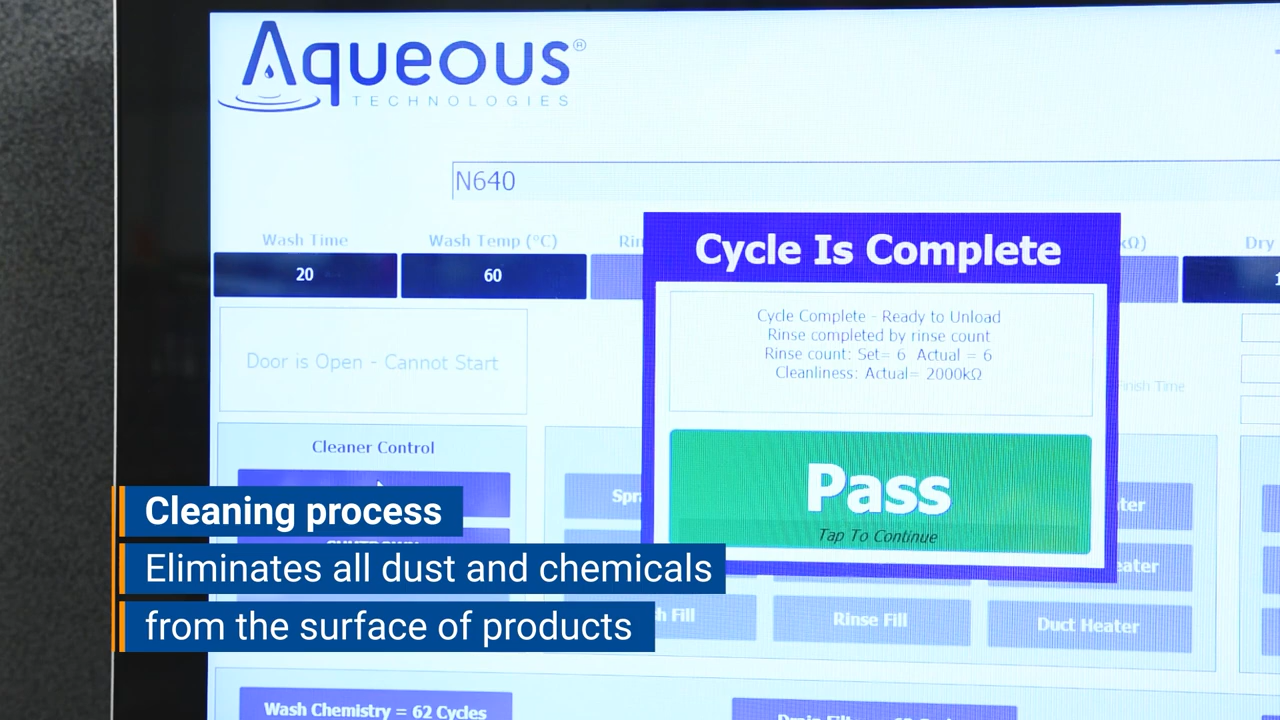 Aqueous®
TECHNOLOGIES
N640
Wash Time
Wash Temp (°C)
Dry
20
60
Cycle Is Complete
Cycle Complete - Ready to Unload
Rinse completed by rinse count
Rinse count: Set= 6 Actual = 6
Cleanliness: Actual= 2000kΩ
Door is Open - Cannot Start
Finish Time
Pass
Tap To Continue
Cleaner Control
Cleaning process
Eliminates all dust and chemicals
from the surface of products
Fill
Rinse Fill
Duct Heater
Wash Chemistry = 62 Cycles